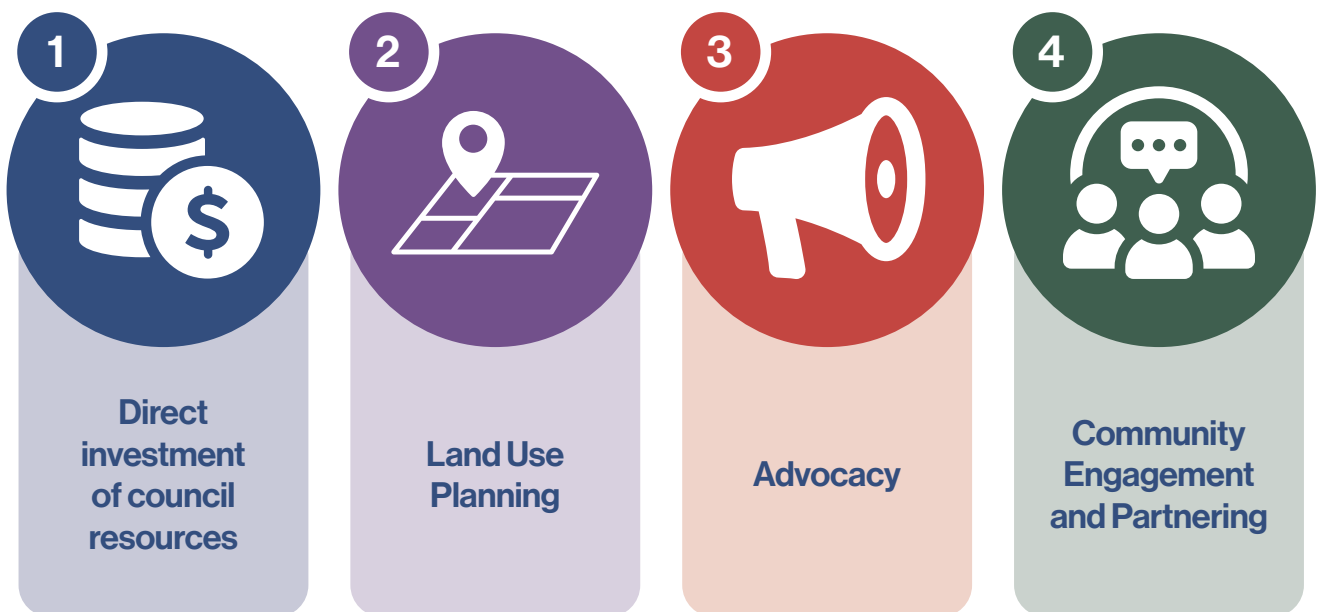 1
Direct
investment
of council
resources
2
Land Use
Planning
3
Advocacy
4
Community
Engagement
and Partnering
$